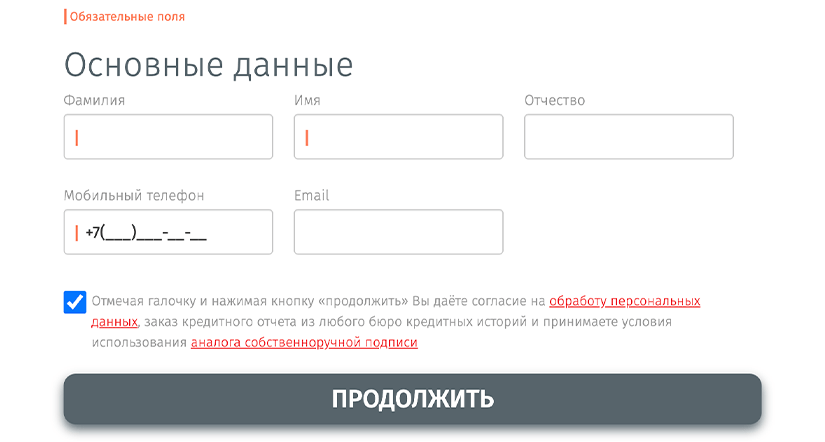 Обязательные поля
Основные данные
Фамилия
Имя
Отчество
Мобильный телефон
Email
+7(___)___-__-__
Отмечая галочку и нажимая кнопку «продолжить» Вы даёте согласие на обработу персональных
данных, заказ кредитного отчета из любого бюро кредитных историй и принимаете условия
использования аналога собственноручной подписи
ПРОДОЛЖИТЬ